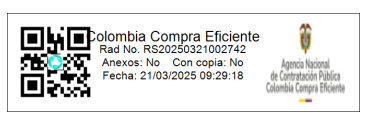 Colombia Compra Eficiente
Rad No. RS20250321002742
Anexos: No Con copia: No
Fecha: 21/03/2025 09:29:18
Agencia Nacional
de Contratación Pública
Colombia Compra Eficiente